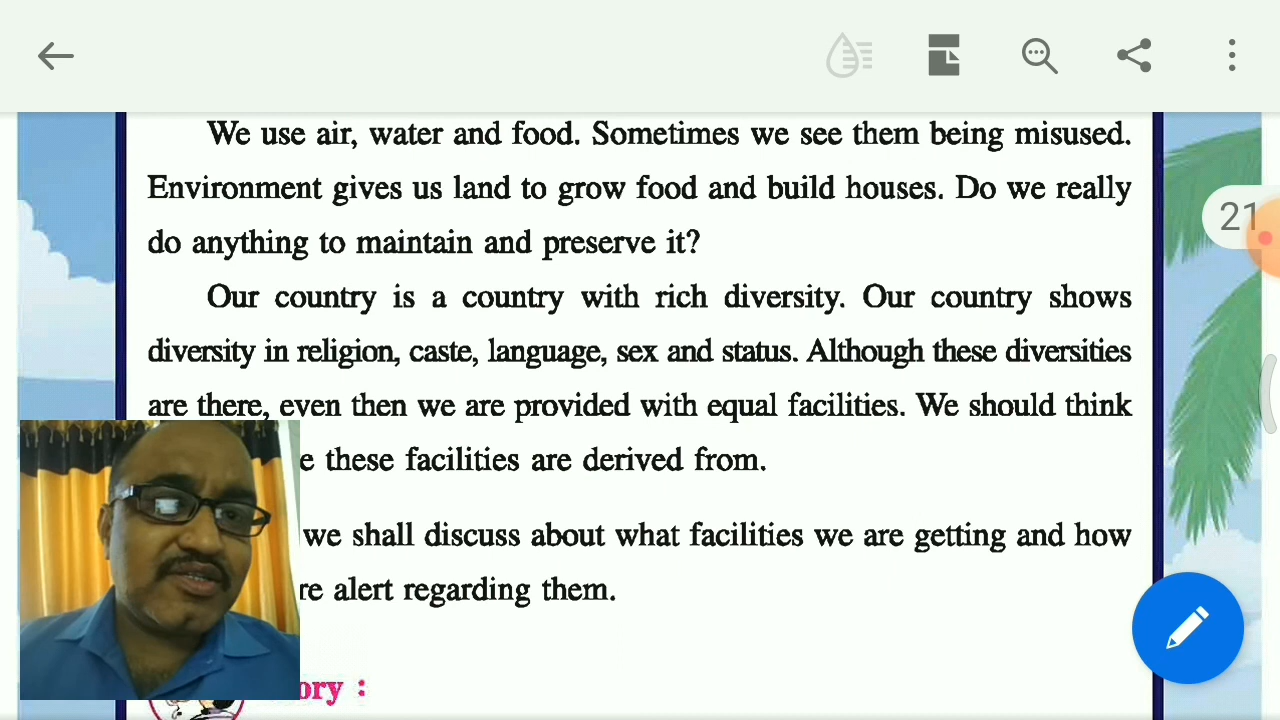 We use air, water and food. Sometimes we see them being misused.
Environment gives us land to grow food and build houses. Do we really
do anything to maintain and preserve it?
Our country is a country with rich diversity. Our country shows
diversity in religion, caste, language, sex and status. Although these diversities
are there, even then we are provided with equal facilities. We should think
e these facilities are derived from.
we shall discuss about what facilities we are getting and how
re alert regarding them.
ory :
21